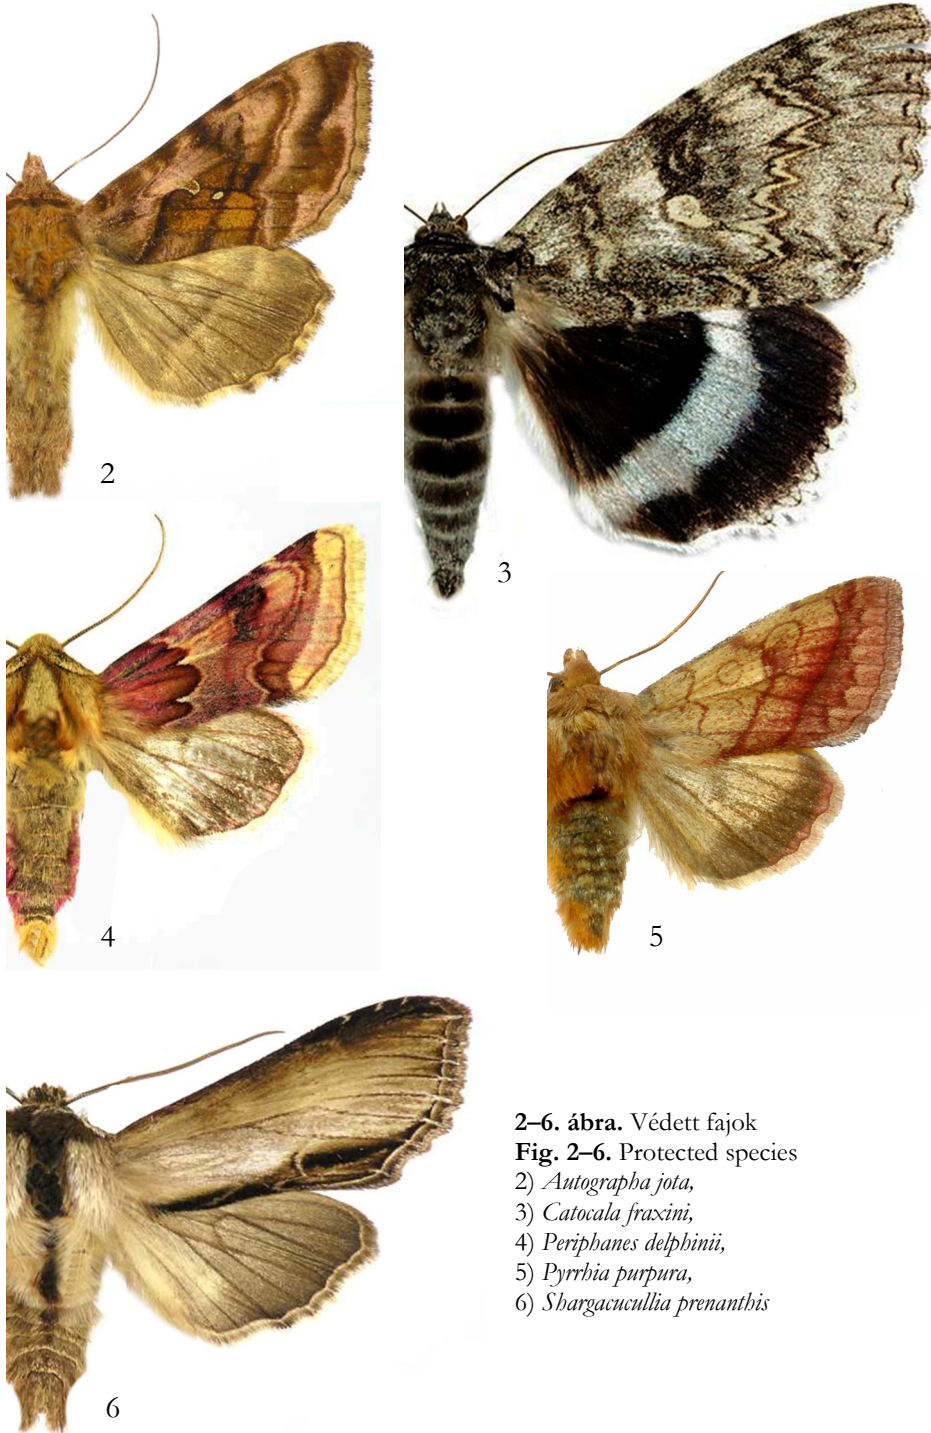 2
3
4
5
6
2–6. ábra. Védett fajok
Fig. 2–6. Protected species
2) Autographa jota,
3) Catocala fraxini,
4) Periphanes delphinii,
5) Pyrrhia purpura,
6) Shargacucullia prenanthis